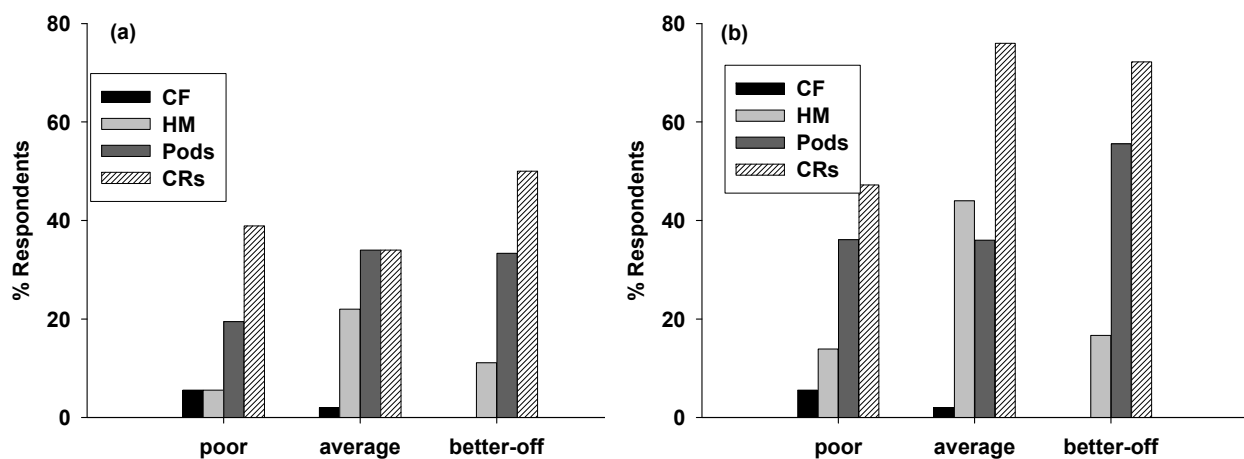 (a)
CF
HM
Pods
CRs
% Respondents
80
60
40
20
0
poor average better-off
(b)
CF
HM
Pods
CRs
% Respondents
80
60
40
20
0
poor average better-off